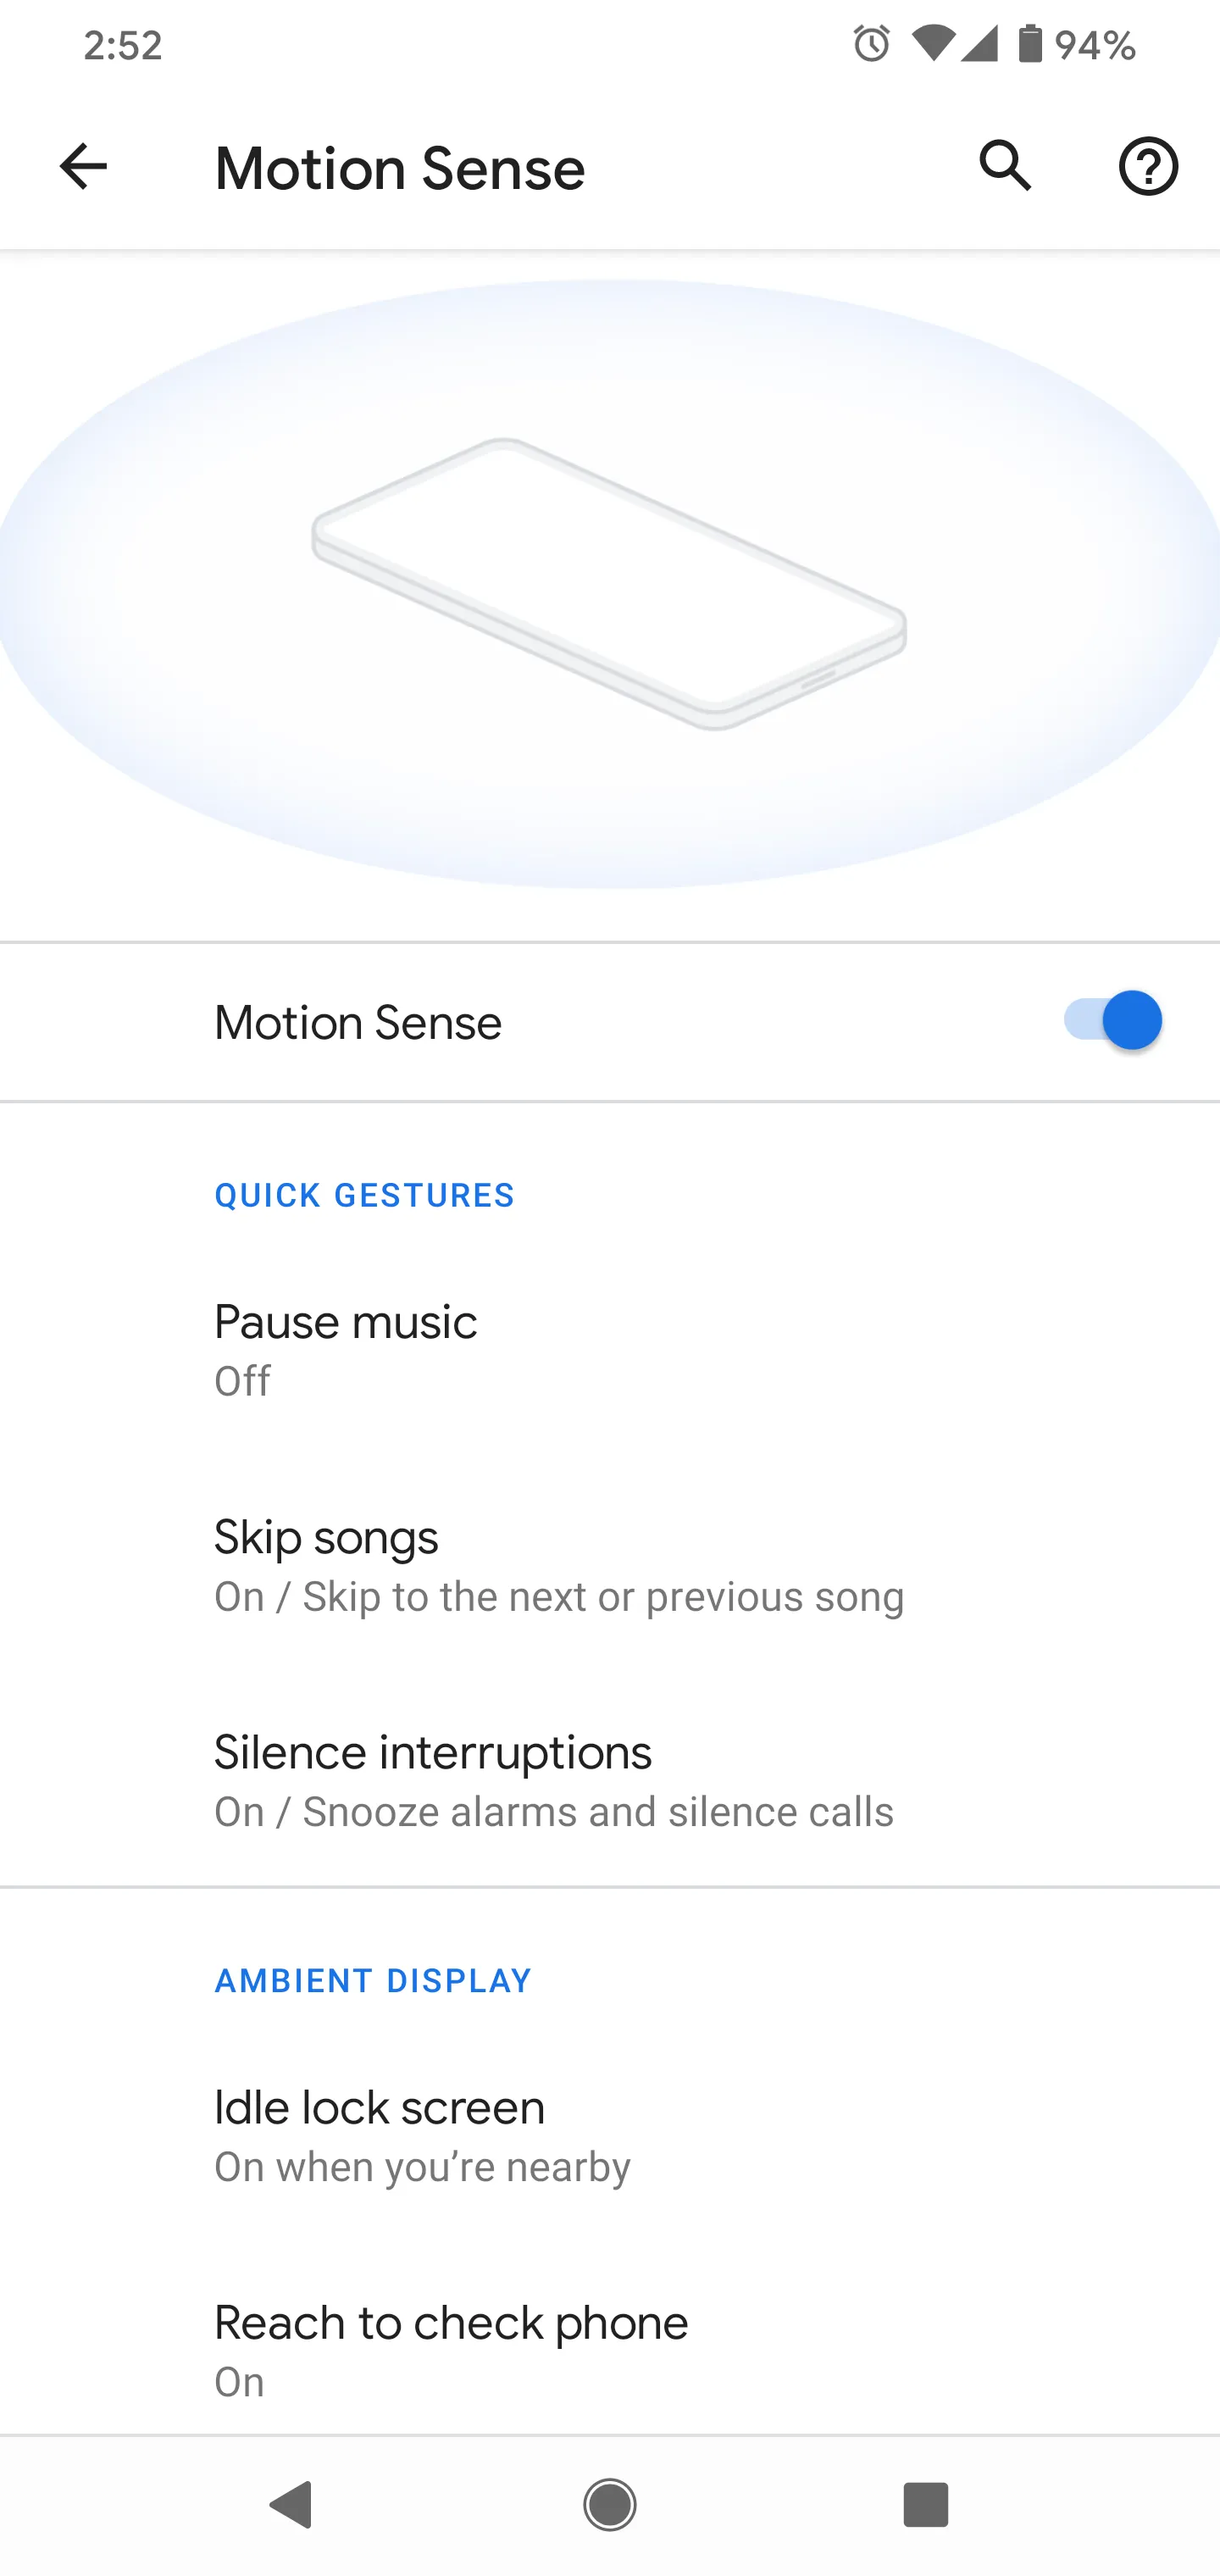 2:52 94%
Motion Sense
Motion Sense
QUICK GESTURES
Pause music
Off
Skip songs
On / Skip to the next or previous song
Silence interruptions
On / Snooze alarms and silence calls
AMBIENT DISPLAY
Idle lock screen
On when you’re nearby
Reach to check phone
On